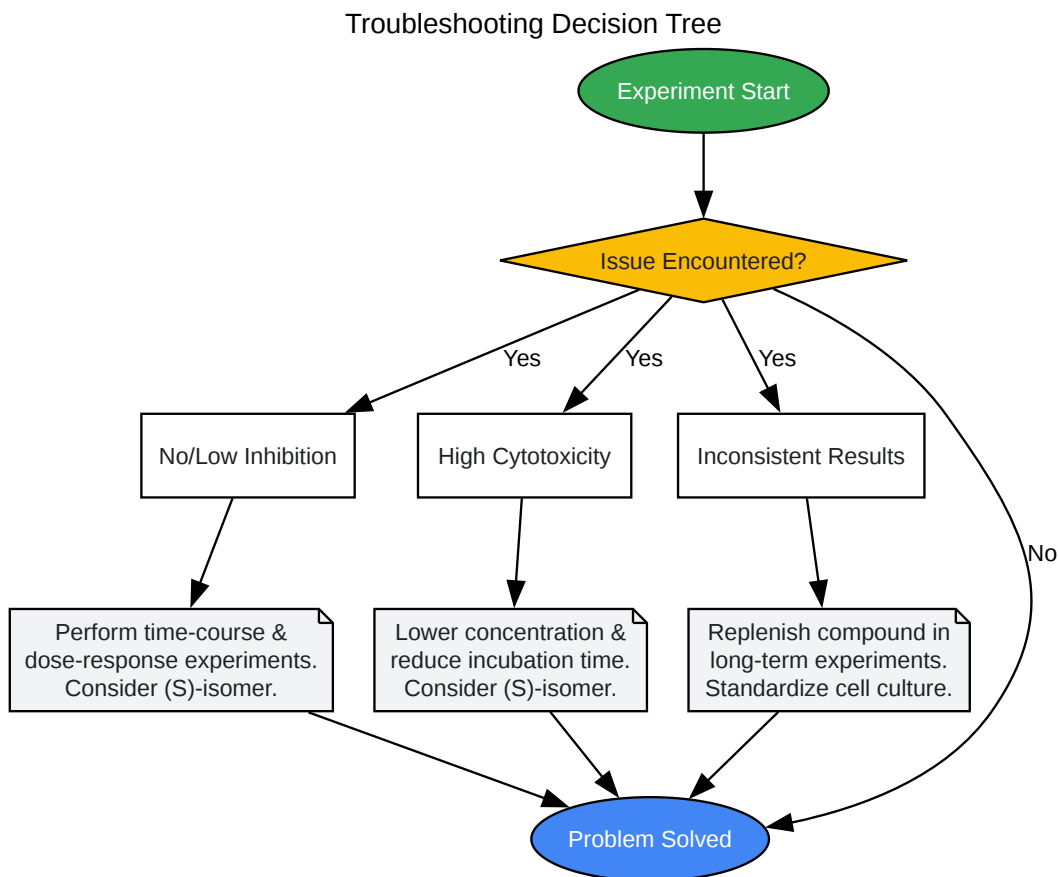 Troubleshooting Decision Tree
Experiment Start
Issue Encountered?
Yes
Yes
Yes
No/Low Inhibition
High Cytotoxicity
Inconsistent Results
No
Perform time-course &
dose-response experiments.
Consider (S)-isomer.
Lower concentration &
reduce incubation time.
Consider (S)-isomer.
Replenish compound in
long-term experiments.
Standardize cell culture.
Problem Solved